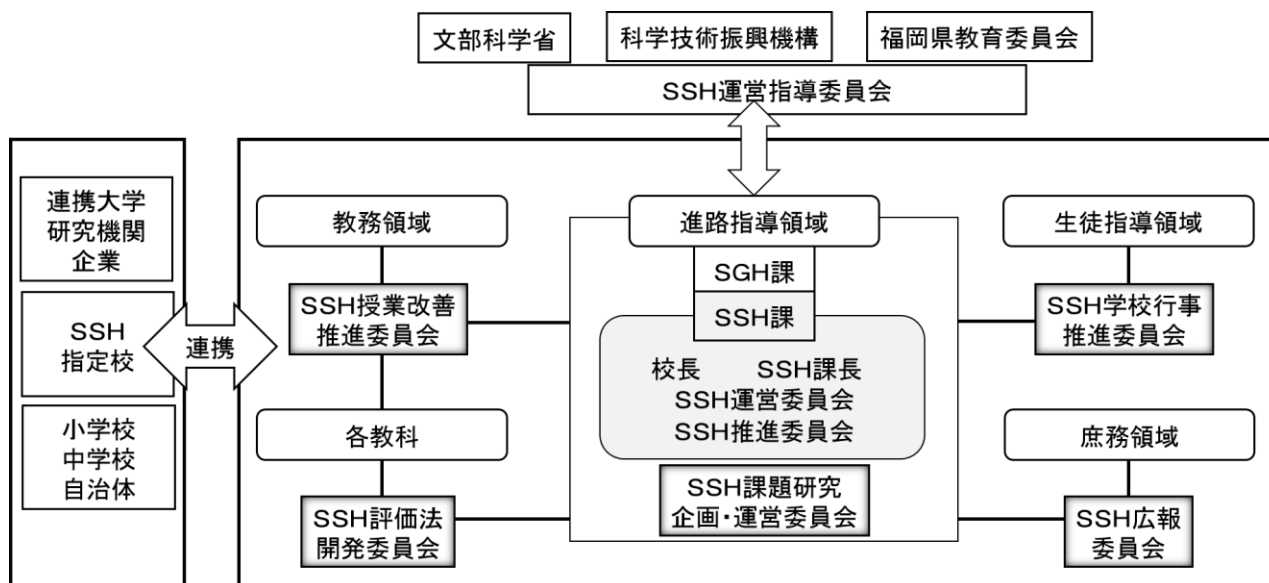 文部科学省
科学技術振興機構
福岡県教育委員会
SSH運営指導委員会
連携大学
研究機関
企業
SSH
指定校
小学校
中学校
自治体
連携
教務領域
SSH授業改善
推進委員会
各教科
SSH評価法
開発委員会
進路指導領域
SGH課
SSH課
校長 SSH課長
SSH運営委員会
SSH推進委員会
SSH課題研究
企画・運営委員会
生徒指導領域
SSH学校行事
推進委員会
庶務領域
SSH広報
委員会